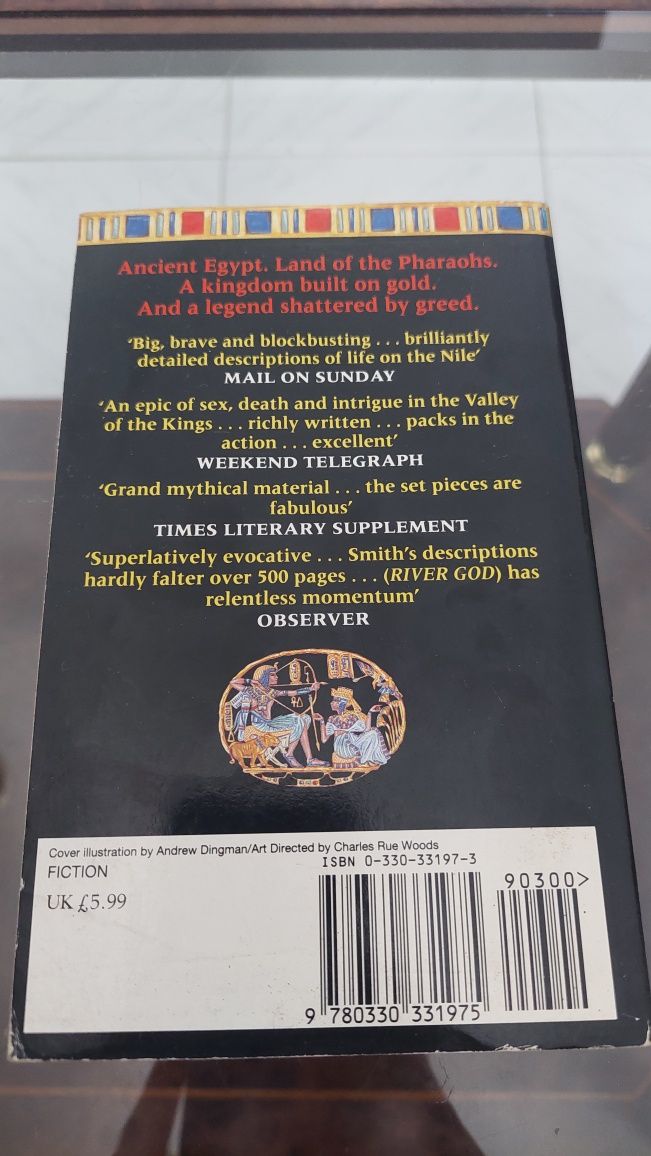 Ancient Egypt. Land of the Pharaohs.
A kingdom built on gold.
And a legend shattered by greed.
‘Big, brave and blockbusting . . . brilliantly
detailed descriptions of life on the Nile’
MAIL ON SUNDAY
‘An epic of sex, death and intrigue in the Valley
of the Kings . . . richly written . . . packs in the
action . . . excellent’
WEEKEND TELEGRAPH
‘Grand mythical material . . . the set pieces are
fabulous’
TIMES LITERARY SUPPLEMENT
‘Superlatively evocative . . . Smith’s descriptions
hardly falter over 500 pages . . . (RIVER GOD) has
relentless momentum’
OBSERVER
Cover illustration by Andrew Dingman/Art Directed by Charles Rue Woods
FICTION
UK £5.99
ISBN 0-330-33197-3
90300>
9 780330 331975